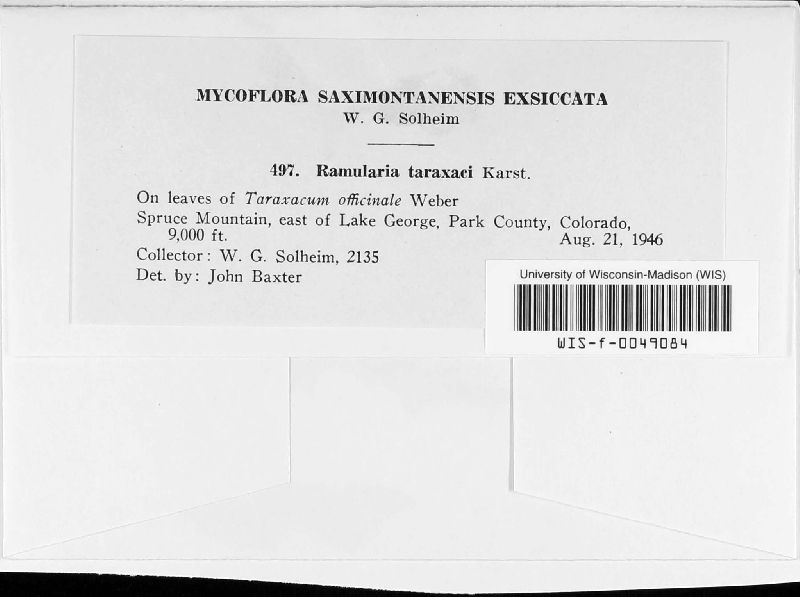 MYCOFLORA SAXIMONTANENSIS EXSICCATA
W. G. Solheim
497. Ramularia taraxaci Karst.
On leaves of Taraxacum officinale Weber
Spruce Mountain, east of Lake George, Park County, Colorado,
9,000 ft. Aug. 21, 1946
Collector: W. G. Solheim, 2135
Det. by: John Baxter
University of Wisconsin-Madison (WIS)
WIS-f-0049084